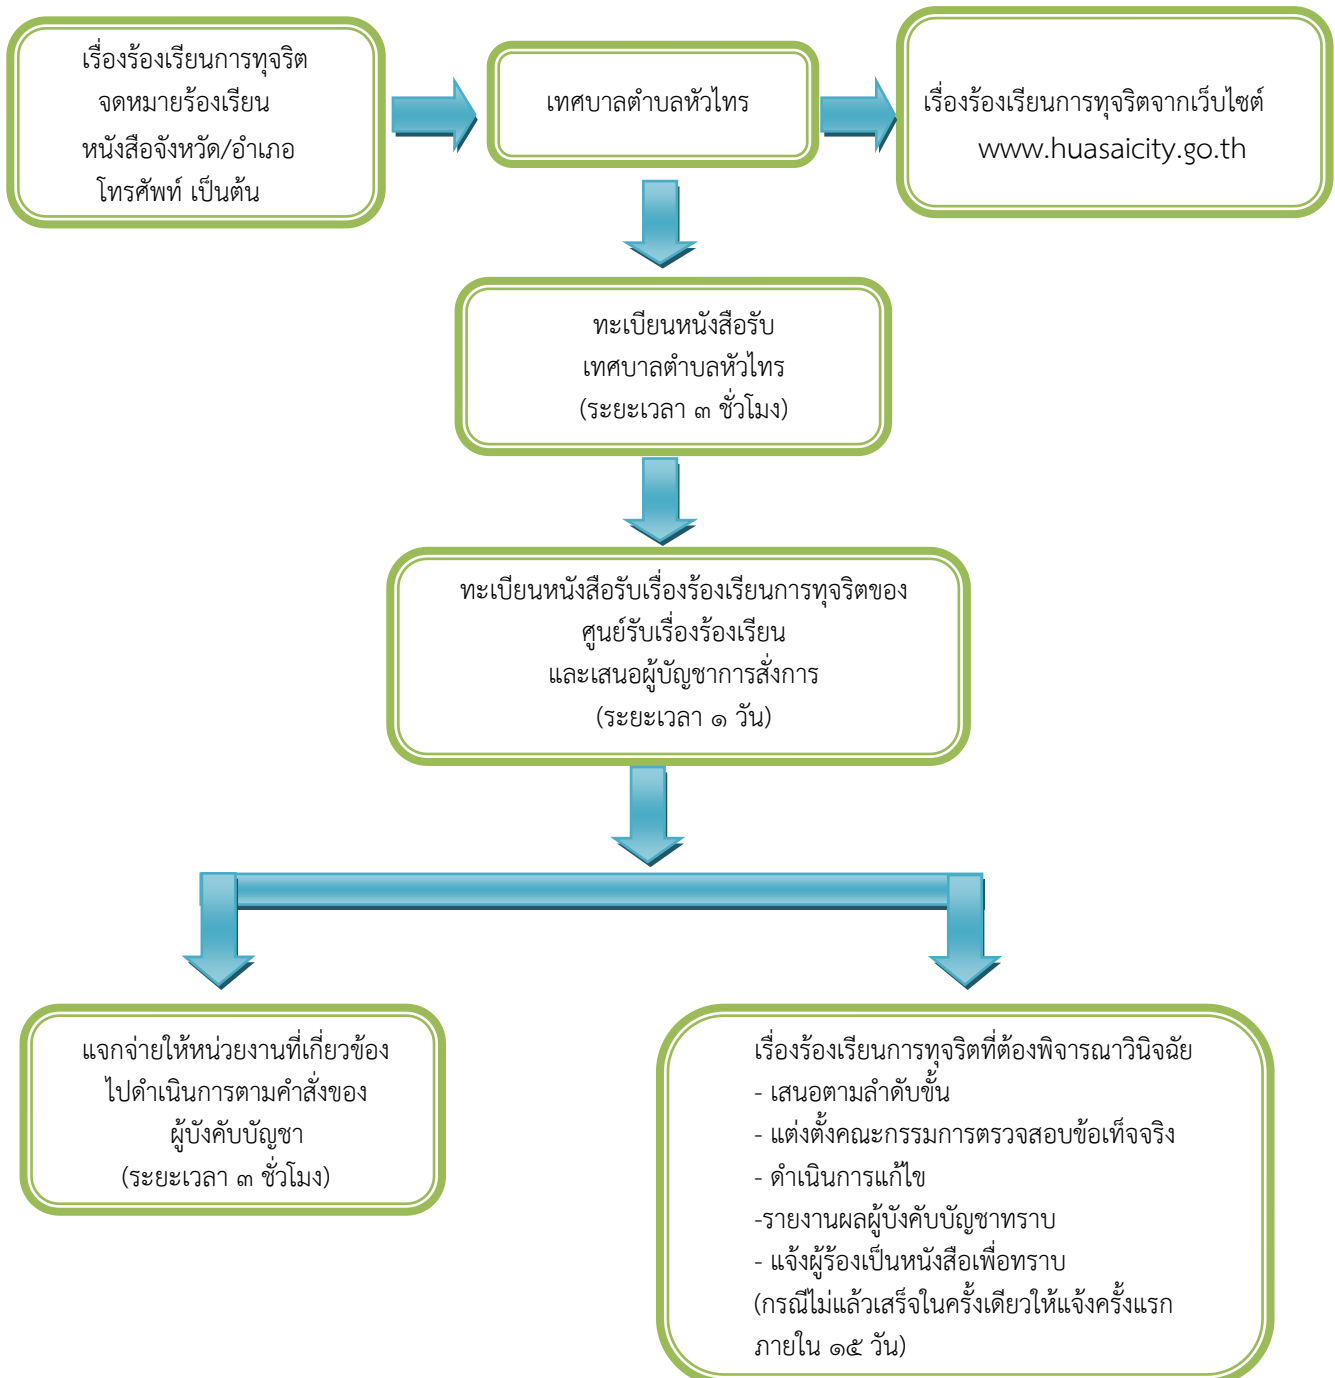 เรื่องร้องเรียนการทุจริต
จดหมายร้องเรียน
หนังสือจังหวัด/อำเภอ
โทรศัพท์ เป็นต้น
เทศบาลตำบลหัวไทร
เรื่องร้องเรียนการทุจริตจากเว็บไซต์
www.huasaicity.go.th
ทะเบียนหนังสือรับ
เทศบาลตำบลหัวไทร
(ระยะเวลา ๓ ชั่วโมง)
ทะเบียนหนังสือรับเรื่องร้องเรียนการทุจริตของ
ศูนย์รับเรื่องร้องเรียน
และเสนอผู้บัญชาการสั่งการ
(ระยะเวลา ๑ วัน)
แจกจ่ายให้หน่วยงานที่เกี่ยวข้อง
ไปดำเนินการตามคำสั่งของ
ผู้บังคับบัญชา
(ระยะเวลา ๓ ชั่วโมง)
เรื่องร้องเรียนการทุจริตที่ต้องพิจารณาวินิจฉัย
- เสนอตามลำดับขั้น
- แต่งตั้งคณะกรรมการตรวจสอบข้อเท็จจริง
- ดำเนินการแก้ไข
-รายงานผลผู้บังคับบัญชาทราบ
- แจ้งผู้ร้องเป็นหนังสือเพื่อทราบ
(กรณีไม่แล้วเสร็จในครั้งเดียวให้แจ้งครั้งแรก
ภายใน ๑๕ วัน)